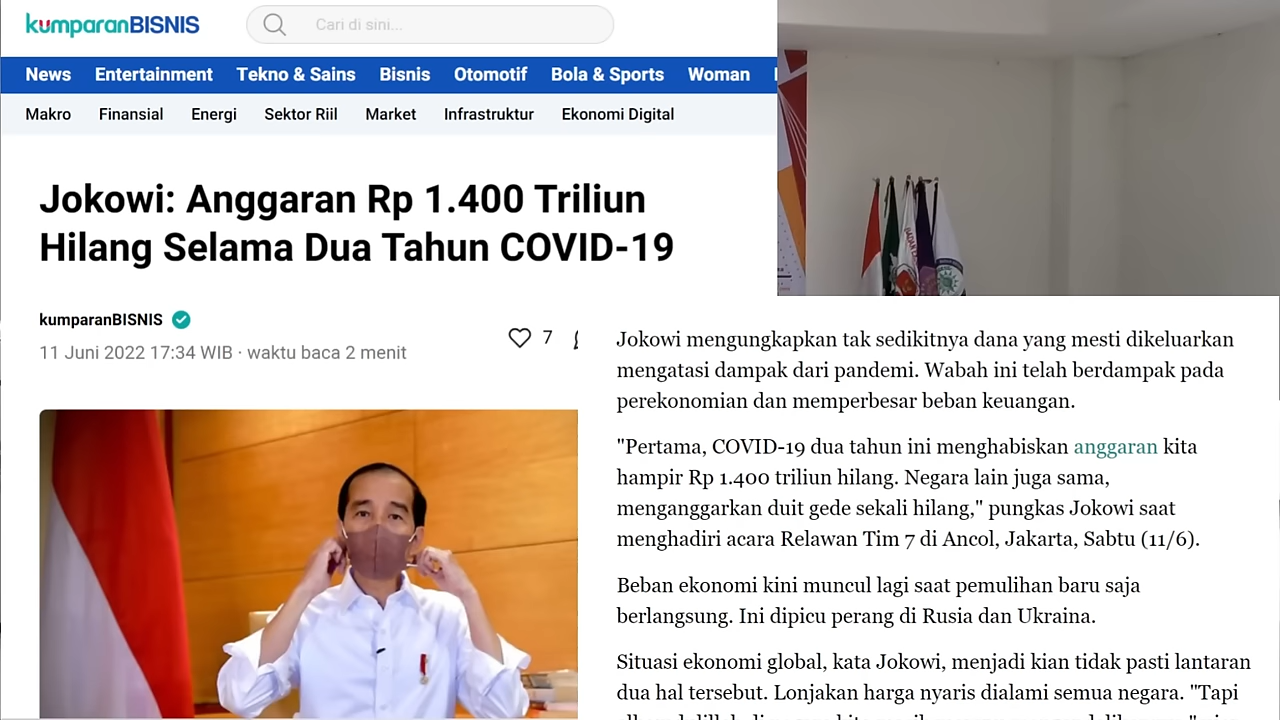 kumparanBISNIS
Cari di sini...
News Entertainment Tekno & Sains Bisnis Otomotif Bola & Sports Woman
Makro Finansial Energi Sektor Riil Market Infrastruktur Ekonomi Digital
Jokowi: Anggaran Rp 1.400 Triliun
Hilang Selama Dua Tahun COVID-19
kumparanBISNIS
11 Juni 2022 17:34 WIB · waktu baca 2 menit
7
Jokowi mengungkapkan tak sedikitnya dana yang mesti dikeluarkan
mengatasi dampak dari pandemi. Wabah ini telah berdampak pada
perekonomian dan memperbesar beban keuangan.
"Pertama, COVID-19 dua tahun ini menghabiskan anggaran kita
hampir Rp 1.400 triliun hilang. Negara lain juga sama,
menganggarkan duit gede sekali hilang," pungkas Jokowi saat
menghadiri acara Relawan Tim 7 di Ancol, Jakarta, Sabtu (11/6).
Beban ekonomi kini muncul lagi saat pemulihan baru saja
berlangsung. Ini dipicu perang di Rusia dan Ukraina.
Situasi ekonomi global, kata Jokowi, menjadi kian tidak pasti lantaran
dua hal tersebut. Lonjakan harga nyaris dialami semua negara. "Tapi